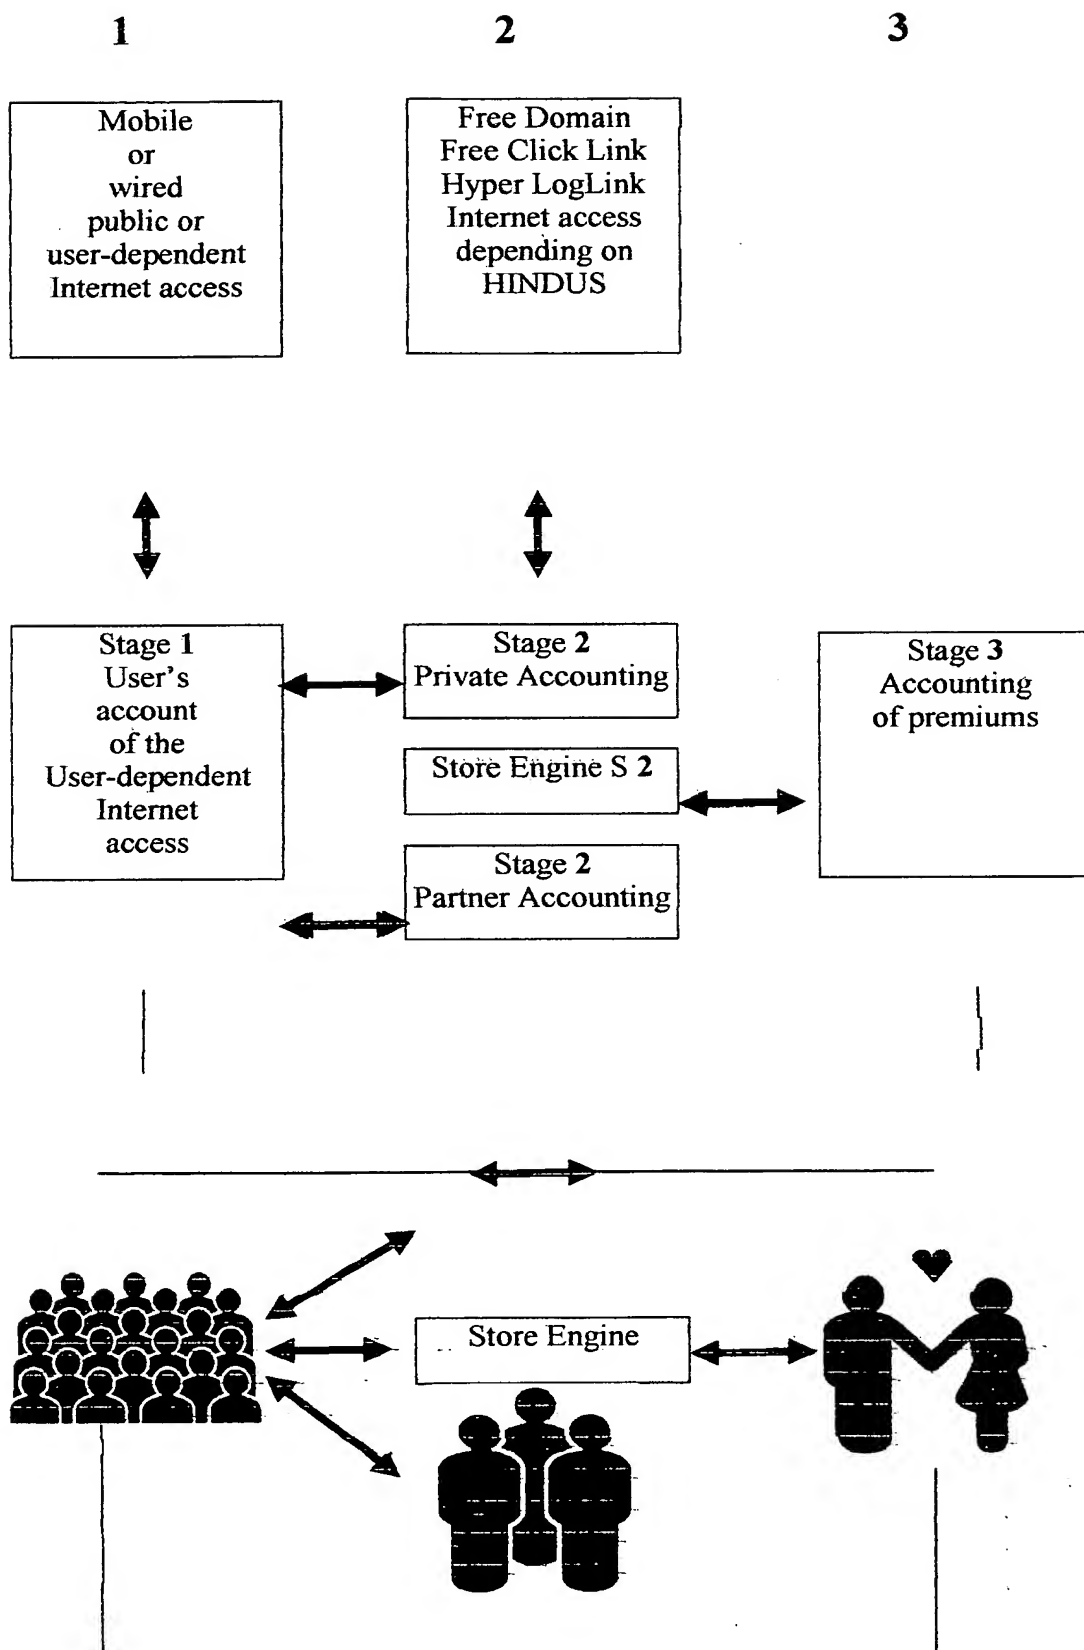 1 2 3
Mobile
or
wired
public or
user-dependent
Internet access
Free Domain
Free Click Link
Hyper LogLink
Internet access
depending on
HINDUS
Stage 1
User's
account
of the
User-dependent
Internet
access
Stage 2
Private Accounting
Store Engine S 2
Stage 2
Partner Accounting
Stage 3
Accounting
of premiums
Store Engine